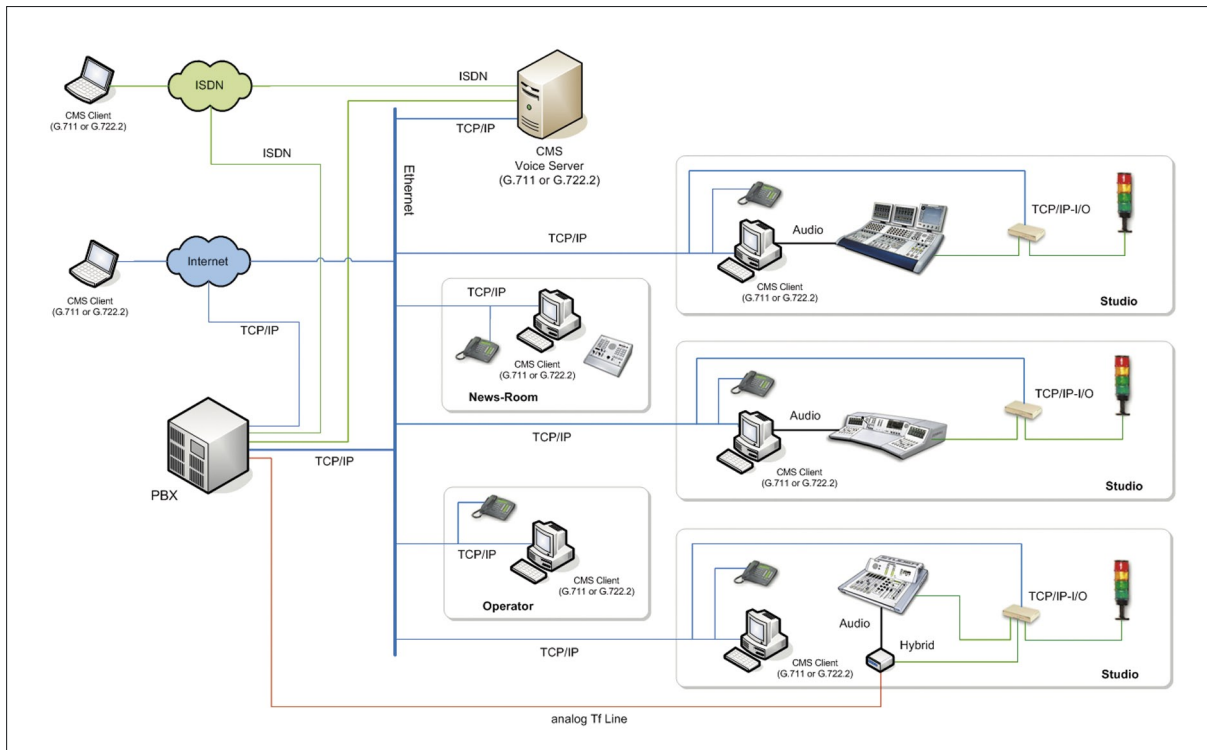 ISDN
CMS Client
(G.711 or G.722.2)
ISDN
ISDN
TCP/IP
CMS
Voice Server
(G.711 or G.722.2)
Ethernet
Internet
CMS Client
(G.711 or G.722.2)
TCP/IP
PBX
TCP/IP
TCP/IP
Audio
TCP/IP-I/O
CMS Client
(G.711 or G.722.2)
Studio
TCP/IP
CMS Client
(G.711 or G.722.2)
News-Room
TCP/IP
Audio
TCP/IP-I/O
CMS Client
(G.711 or G.722.2)
Studio
TCP/IP
CMS Client
(G.711 or G.722.2)
Operator
TCP/IP
TCP/IP-I/O
Audio
Hybrid
CMS Client
(G.711 or G.722.2)
Studio
analog Tf Line